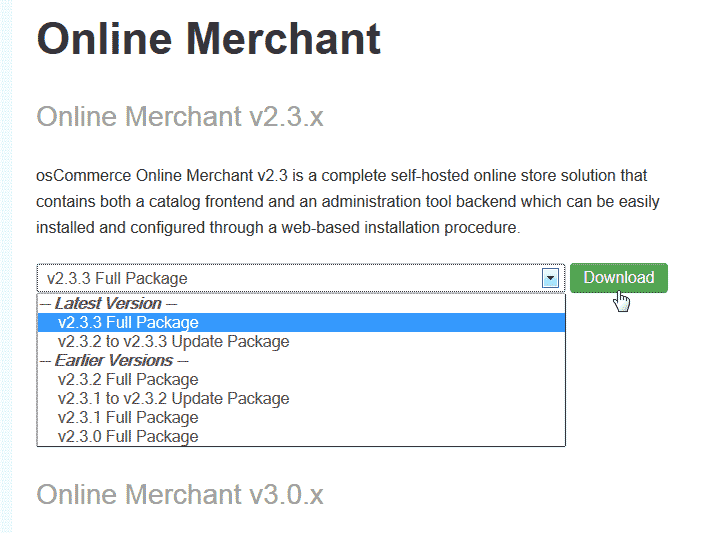 Online Merchant
Online Merchant v2.3.x
osCommerce Online Merchant v2.3 is a complete self-hosted online store solution that
contains both a catalog frontend and an administration tool backend which can be easily
installed and configured through a web-based installation procedure.
v2.3.3 Full Package
Download
-- Latest Version --
v2.3.3 Full Package
v2.3.2 to v2.3.3 Update Package
-- Earlier Versions --
v2.3.2 Full Package
v2.3.1 to v2.3.2 Update Package
v2.3.1 Full Package
v2.3.0 Full Package
Online Merchant v3.0.x